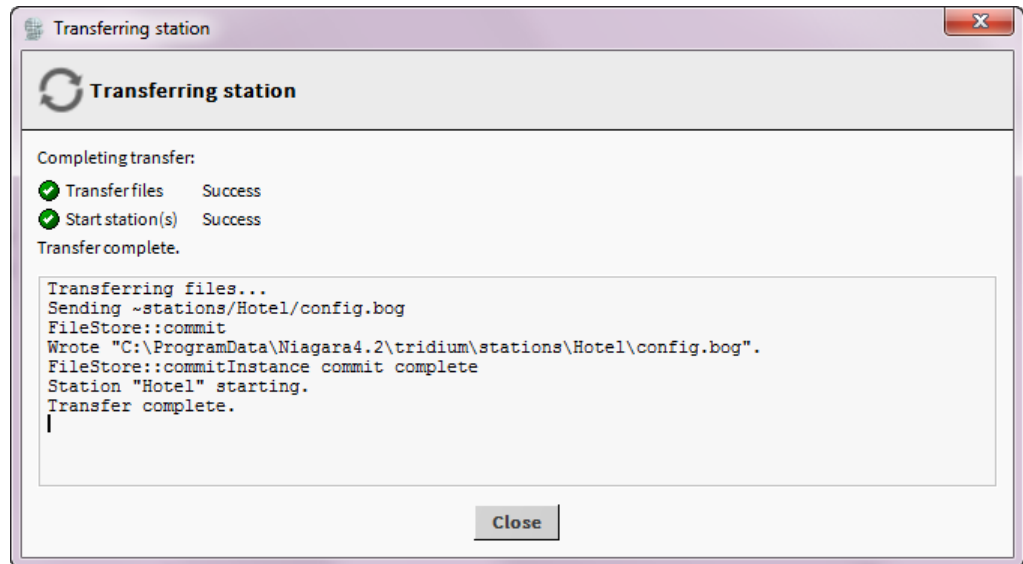 Transferring station
Transferring station
Completing transfer:
Transfer files Success
Start station(s) Success
Transfer complete.
Transferring files...
Sending ~stations/Hotel/config.bog
FileStore::commit
Wrote "C:\ProgramData\Niagara4.2\tridium\stations\Hotel\config.bog".
FileStore::commitInstance commit complete
Station "Hotel" starting.
Transfer complete.
Close